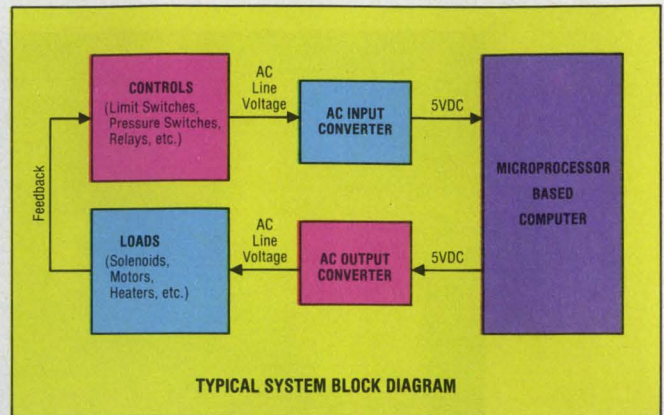 CONTROLS
(Limit Switches,
Pressure Switches,
Relays, etc.)
AC
Line
Voltage
AC INPUT
CONVERTER
5VDC
MICROPROCESSOR
BASED
COMPUTER
Feedback
LOADS
(Solenoids,
Motors,
Heaters, etc.)
AC
Line
Voltage
AC OUTPUT
CONVERTER
5VDC
TYPICAL SYSTEM BLOCK DIAGRAM